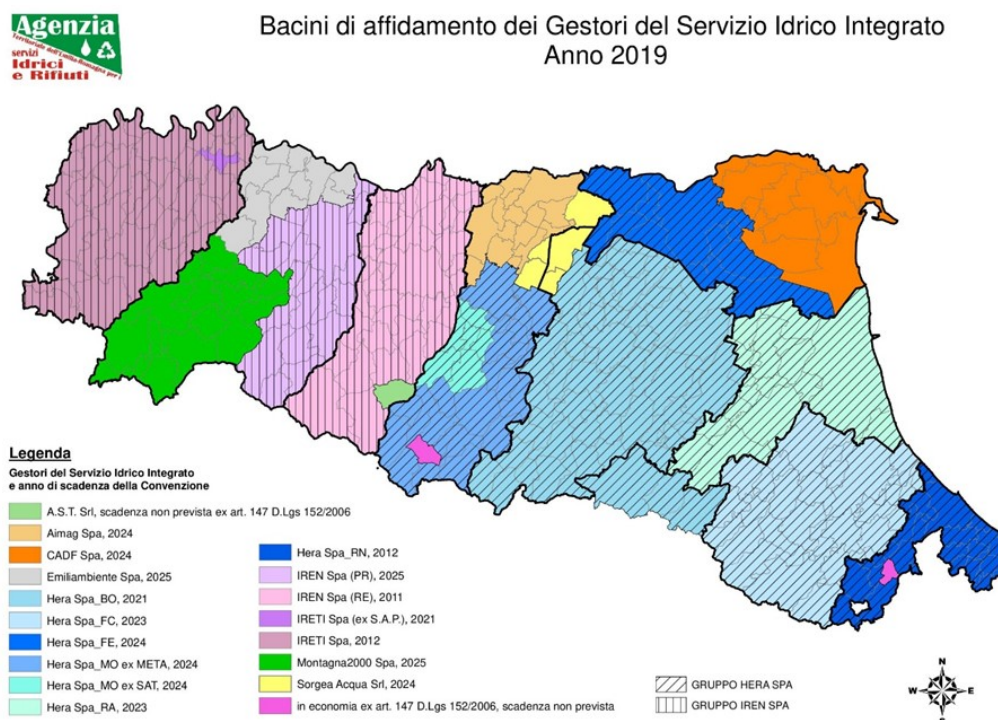 Agenzia
Territoriale dell'Emilia-Romagna per i
servizi
Idrici
e Rifiuti
Bacini di affidamento dei Gestori del Servizio Idrico Integrato
Anno 2019
Legenda
Gestori del Servizio Idrico Integrato
e anno di scadenza della Convenzione
A.S.T. Srl, scadenza non prevista ex art. 147 D.Lgs 152/2006
Aimag Spa, 2024
CADF Spa, 2024
Emiliambiente Spa, 2025
Hera Spa_BO, 2021
Hera Spa_FC, 2023
Hera Spa_FE, 2024
Hera Spa_MO ex META, 2024
Hera Spa_MO ex SAT, 2024
Hera Spa_RA, 2023
Hera Spa_RN, 2012
IREN Spa (PR), 2025
IREN Spa (RE), 2011
IRETI Spa (ex S.A.P.), 2021
IRETI Spa, 2012
Montagna2000 Spa, 2025
Sorgea Acqua Srl, 2024
in economia ex art. 147 D.Lgs 152/2006, scadenza non prevista
GRUPPO HERA SPA
GRUPPO IREN SPA
N
W E
S